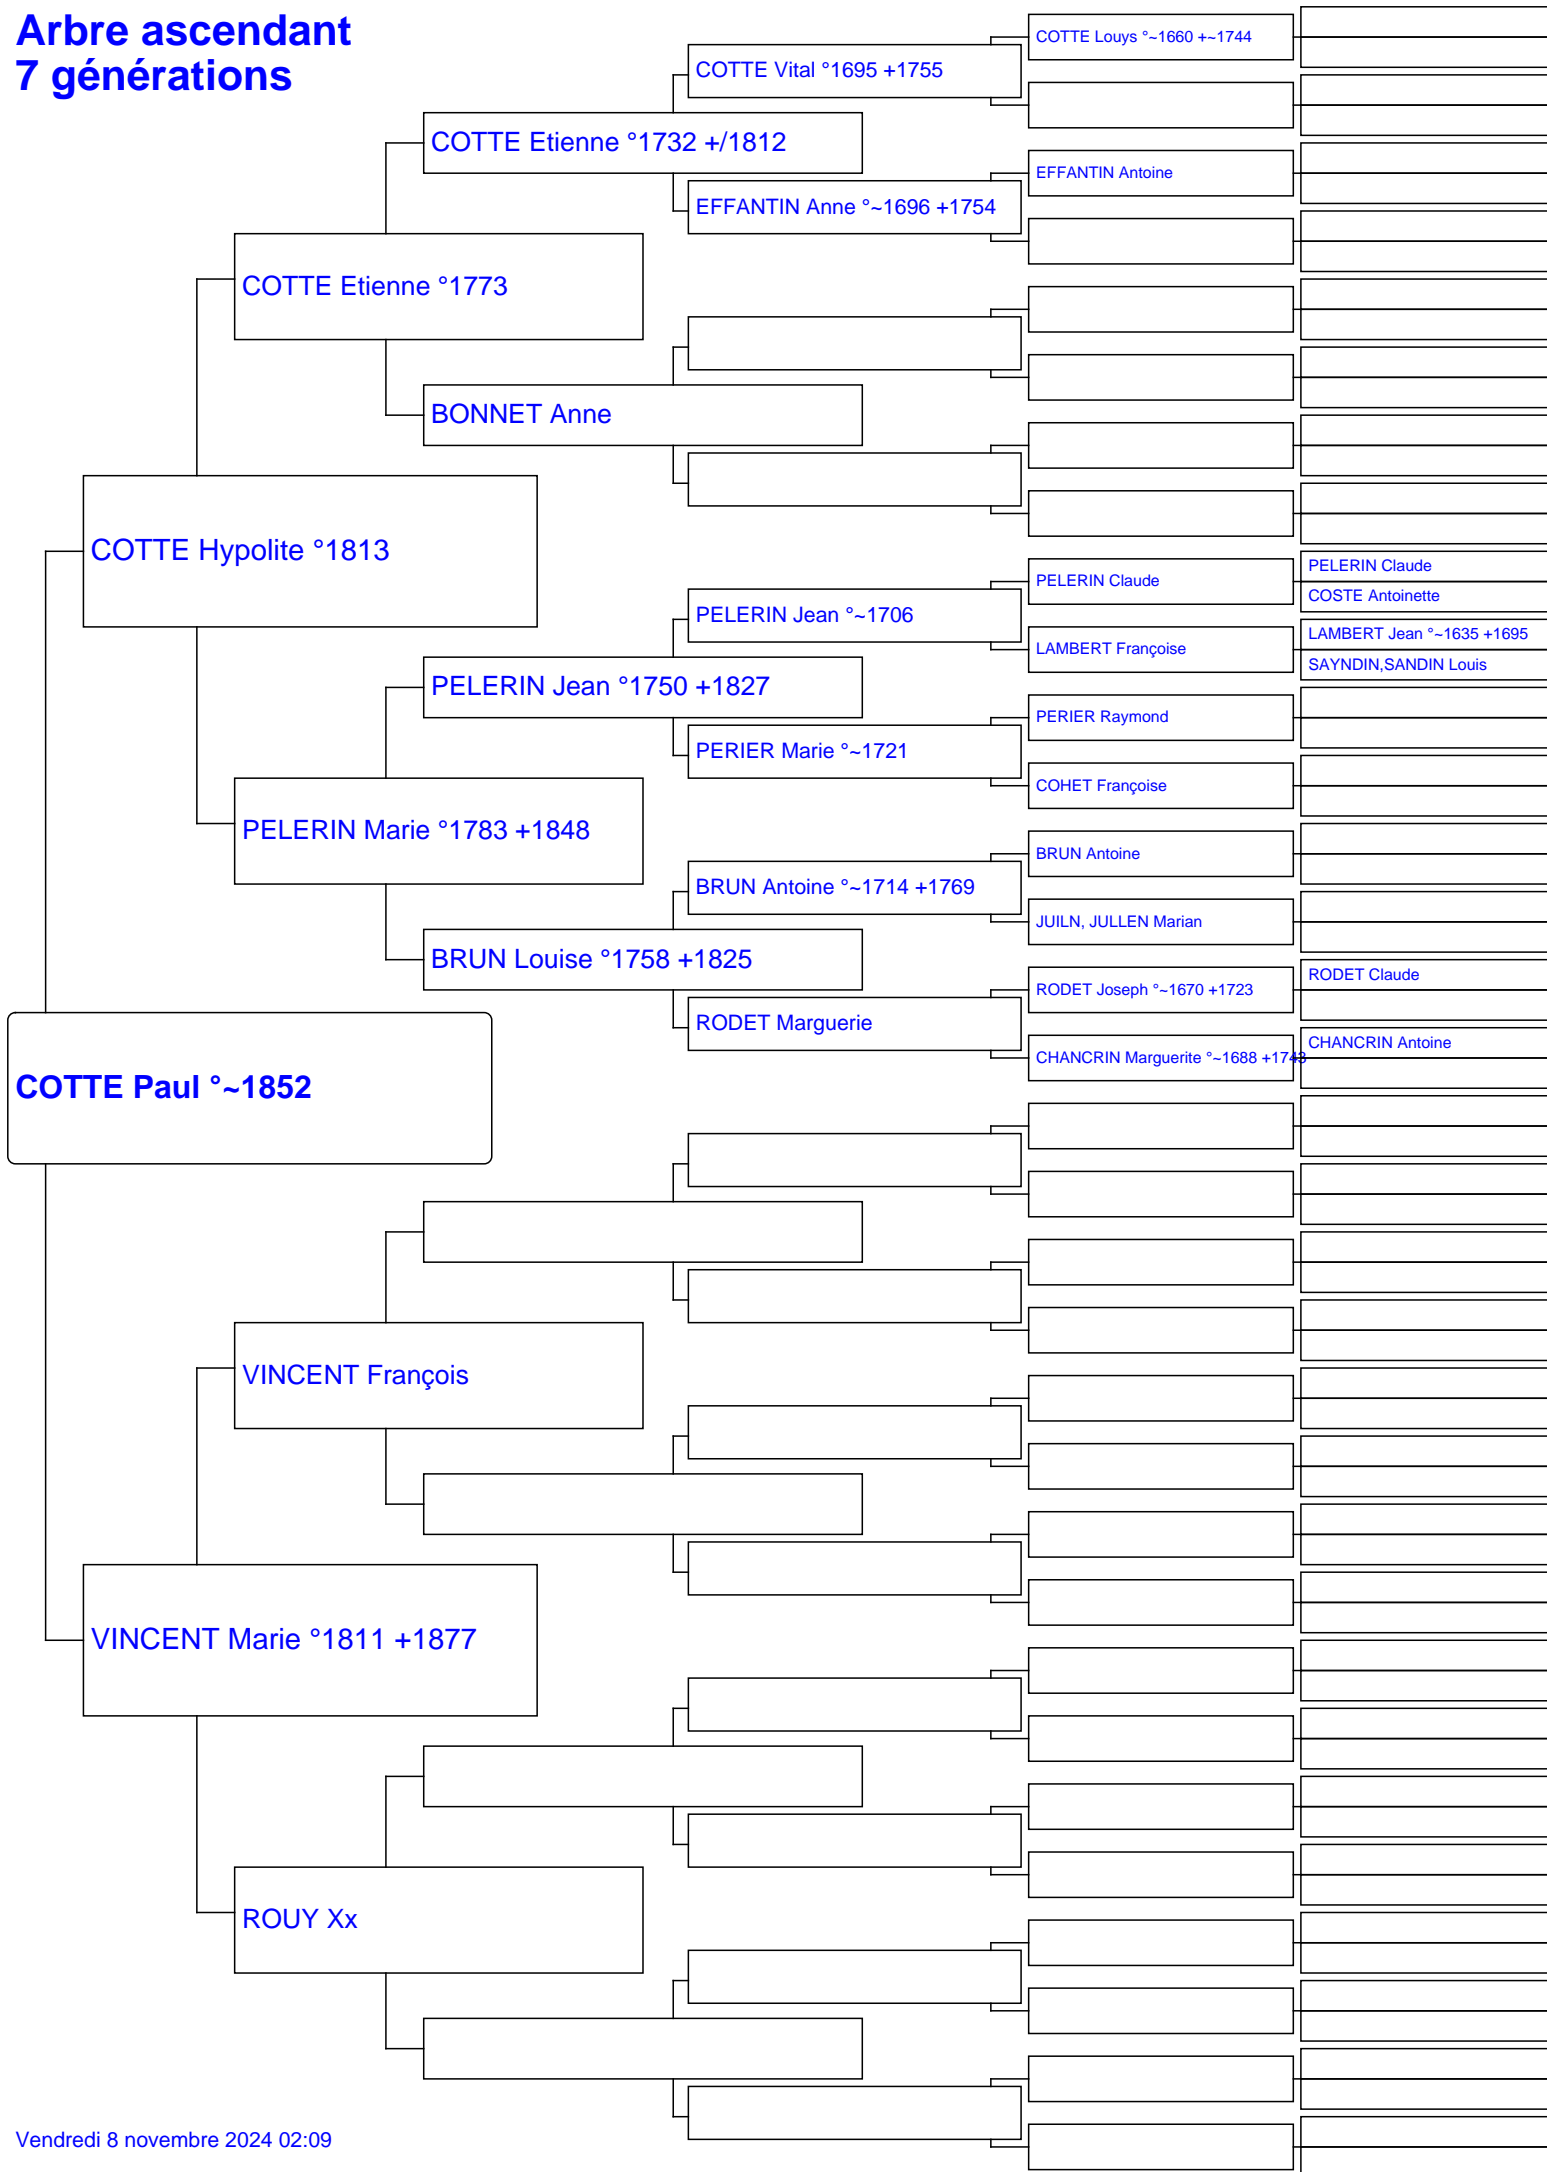 Arbre ascendant
7 générations
COTTE Louys °~1660 +~1744
COTTE Vital °1695 +1755
COTTE Etienne °1732 +/1812
EFFANTIN Antoine
EFFANTIN Anne °~1696 +1754
COTTE Etienne °1773
BONNET Anne
COTTE Hypolite °1813
PELERIN Claude
PELERIN Claude
COSTE Antoinette
PELERIN Jean °~1706
LAMBERT Jean °~1635 +1695
LAMBERT Françoise
SAYNDIN,SANDIN Louis
PELERIN Jean °1750 +1827
PERIER Raymond
PERIER Marie °~1721
COHET Françoise
PELERIN Marie °1783 +1848
BRUN Antoine
BRUN Antoine °~1714 +1769
JUILN, JULLEN Marian
BRUN Louise °1758 +1825
RODET Claude
RODET Joseph °~1670 +1723
RODET Marguerie
CHANCRIN Antoine
CHANCRIN Marguerite °~1688 +1743
COTTE Paul °~1852
VINCENT François
VINCENT Marie °1811 +1877
ROUY Xx
Vendredi 8 novembre 2024 02:09